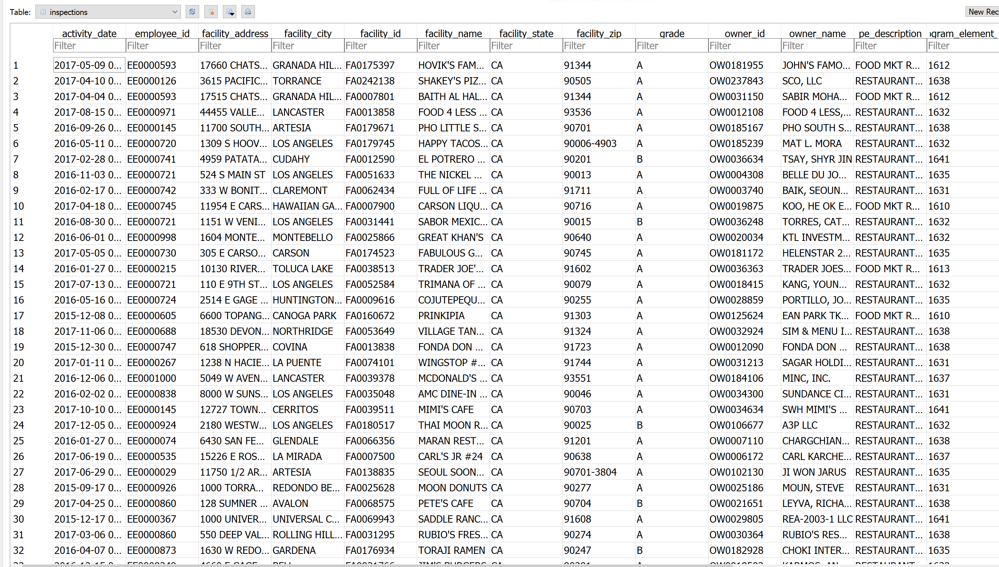 Table: inspections New Rec
activity_date employee_id facility_address facility_city facility_id facility_name facility_state facility_zip grade owner_id owner_name pe_description ogram_element_
Filter Filter Filter Filter Filter Filter Filter Filter Filter Filter Filter Filter Filter
1 2017-05-09 0... EE0000593 17660 CHATS... GRANADA HIL... FA0175397 HOVIK'S FAM... CA 91344 A OW0181955 JOHN'S FAMO... FOOD MKT R... 1612
2 2017-04-10 0... EE0000126 3615 PACIFIC... TORRANCE FA0242138 SHAKEY'S PIZ... CA 90505 A OW0237843 SCO, LLC RESTAURANT... 1638
3 2017-04-04 0... EE0000593 17515 CHATS... GRANADA HIL... FA0007801 BAITH AL HAL... CA 91344 A OW0031150 SABIR MOHA... FOOD MKT R... 1612
4 2017-08-15 0... EE0000971 44455 VALLE... LANCASTER FA0013858 FOOD 4 LESS ... CA 93536 A OW0012108 FOOD 4 LESS,... RESTAURANT... 1632
5 2016-09-26 0... EE0000145 11700 SOUTH... ARTESIA FA0179671 PHO LITTLE S... CA 90701 A OW0185167 PHO SOUTH S... RESTAURANT... 1638
6 2016-05-11 0... EE0000720 1309 S HOOV... LOS ANGELES FA0179745 HAPPY TACOS... CA 90006-4903 A OW0185239 MAT L. MORA RESTAURANT... 1632
7 2017-02-28 0... EE0000741 4959 PATATA... CUDAHY FA0012590 EL POTRERO ... CA 90201 B OW0036634 TSAY, SHYR JIN RESTAURANT... 1641
8 2016-11-03 0... EE0000721 524 S MAIN ST LOS ANGELES FA0051633 THE NICKEL ... CA 90013 A OW0004308 BELLE DU JO... RESTAURANT... 1635
9 2016-02-17 0... EE0000742 333 W BONIT... CLAREMONT FA0062434 FULL OF LIFE ... CA 91711 A OW0003740 BAIK, SEOUN... RESTAURANT... 1631
10 2017-04-18 0... EE0000745 11954 E CARS... HAWAIIAN GA... FA0007900 CARSON LIQU... CA 90716 A OW0019875 KOO, HE OK E... FOOD MKT R... 1610
11 2016-08-30 0... EE0000721 1151 W VENI... LOS ANGELES FA0031441 SABOR MEXIC... CA 90015 B OW0036248 TORRES, CAT... RESTAURANT... 1632
12 2016-06-01 0... EE0000998 1604 MONTE... MONTEBELLO FA0025866 GREAT KHAN'S CA 90640 A OW0020034 KTL INVESTM... RESTAURANT... 1632
13 2017-05-05 0... EE0000730 305 E CARSO... CARSON FA0174523 FABULOUS G... CA 90745 A OW0181172 HELENSTAR 2... RESTAURANT... 1635
14 2016-01-27 0... EE0000215 10130 RIVER... TOLUCA LAKE FA0038513 TRADER JOE'... CA 91602 A OW0036363 TRADER JOES... FOOD MKT R... 1613
15 2017-07-13 0... EE0000721 110 E 9TH ST... LOS ANGELES FA0052584 TRIMANA OF ... CA 90079 A OW0018415 KANG, YOUN... RESTAURANT... 1632
16 2016-05-16 0... EE0000724 2514 E GAGE ... HUNTINGTON... FA0009616 COJUTEPEQU... CA 90255 A OW0028859 PORTILLO, JO... RESTAURANT... 1635
17 2015-12-08 0... EE0000605 6600 TOPANG... CANOGA PARK FA0160672 PRINKIPIA CA 91303 A OW0125624 EAN PARK TK... FOOD MKT R... 1610
18 2017-11-06 0... EE0000688 18530 DEVON... NORTHRIDGE FA0053649 VILLAGE TAN... CA 91324 A OW0032924 SIM & MENU I... RESTAURANT... 1638
19 2015-12-30 0... EE0000747 618 SHOPPER... COVINA FA0013838 FONDA DON ... CA 91723 A OW0012090 FONDA DON ... RESTAURANT... 1638
20 2017-01-11 0... EE0000267 1238 N HACIE... LA PUENTE FA0074101 WINGSTOP #... CA 91744 A OW0031213 SAGAR HOLDI... RESTAURANT... 1631
21 2016-12-06 0... EE0001000 5049 W AVEN... LANCASTER FA0039378 MCDONALD'S ... CA 93551 A OW0184106 MINC, INC. RESTAURANT... 1637
22 2016-02-02 0... EE0000838 8000 W SUNS... LOS ANGELES FA0035048 AMC DINE-IN ... CA 90046 A OW0034300 SUNDANCE CI... RESTAURANT... 1631
23 2017-10-10 0... EE0000145 12727 TOWN... CERRITOS FA0039511 MIMI'S CAFE CA 90703 A OW0034634 SWH MIMI'S ... RESTAURANT... 1641
24 2017-12-05 0... EE0000924 2180 WESTW... LOS ANGELES FA0180517 THAI MOON R... CA 90025 B OW0106677 A3P LLC RESTAURANT... 1632
25 2016-01-27 0... EE0000074 6430 SAN FE... GLENDALE FA0066356 MARAN REST... CA 91201 A OW0007110 CHARGCHIAN... RESTAURANT... 1638
26 2017-06-19 0... EE0000535 15226 E ROS... LA MIRADA FA0007500 CARL'S JR #24 CA 90638 A OW0006172 CARL KARCHE... RESTAURANT... 1637
27 2017-06-29 0... EE0000029 11750 1/2 AR... ARTESIA FA0138835 SEOUL SOON... CA 90701-3804 A OW0102130 JI WON JARUS RESTAURANT... 1635
28 2015-09-17 0... EE0000926 1000 TORRA... REDONDO BE... FA0025628 MOON DONUTS CA 90277 A OW0025186 MOUN, STEVE RESTAURANT... 1631
29 2017-04-25 0... EE0000860 128 SUMNER ... AVALON FA0068575 PETE'S CAFE CA 90704 B OW0021651 LEYVA, RICHA... RESTAURANT... 1638
30 2015-12-17 0... EE0000367 1000 UNIVER... UNIVERSAL C... FA0069943 SADDLE RANC... CA 91608 A OW0029805 REA-2003-1 LLC RESTAURANT... 1641
31 2017-03-06 0... EE0000860 550 DEEP VAL... ROLLING HILL... FA0031295 RUBIO'S FRES... CA 90274 A OW0030364 RUBIO'S RES... RESTAURANT... 1638
32 2016-04-07 0... EE0000873 1630 W REDO... GARDENA FA0176934 TORAJI RAMEN CA 90247 B OW0182928 CHOKI INTER... RESTAURANT... 1635